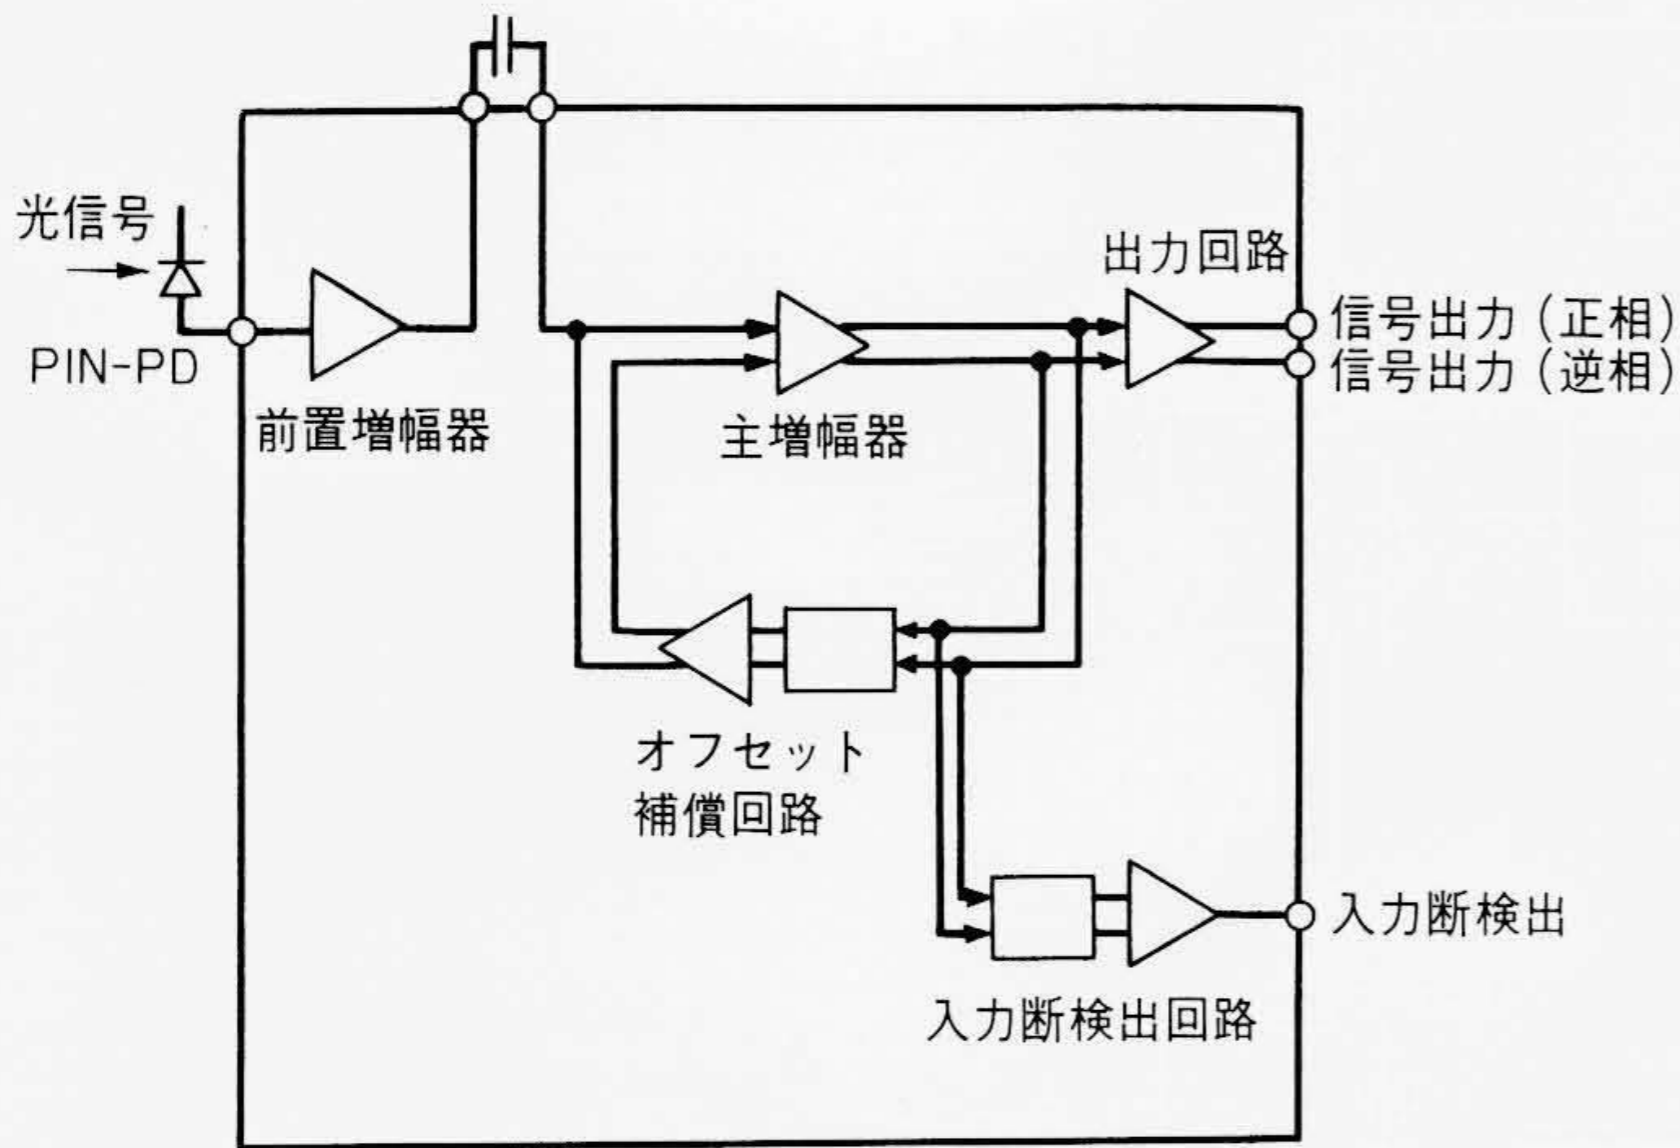 光信号
PIN-PD
前置増幅器
主増幅器
出力回路
信号出力（正相）
信号出力（逆相）
オフセット
補償回路
入力断検出
入力断検出回路